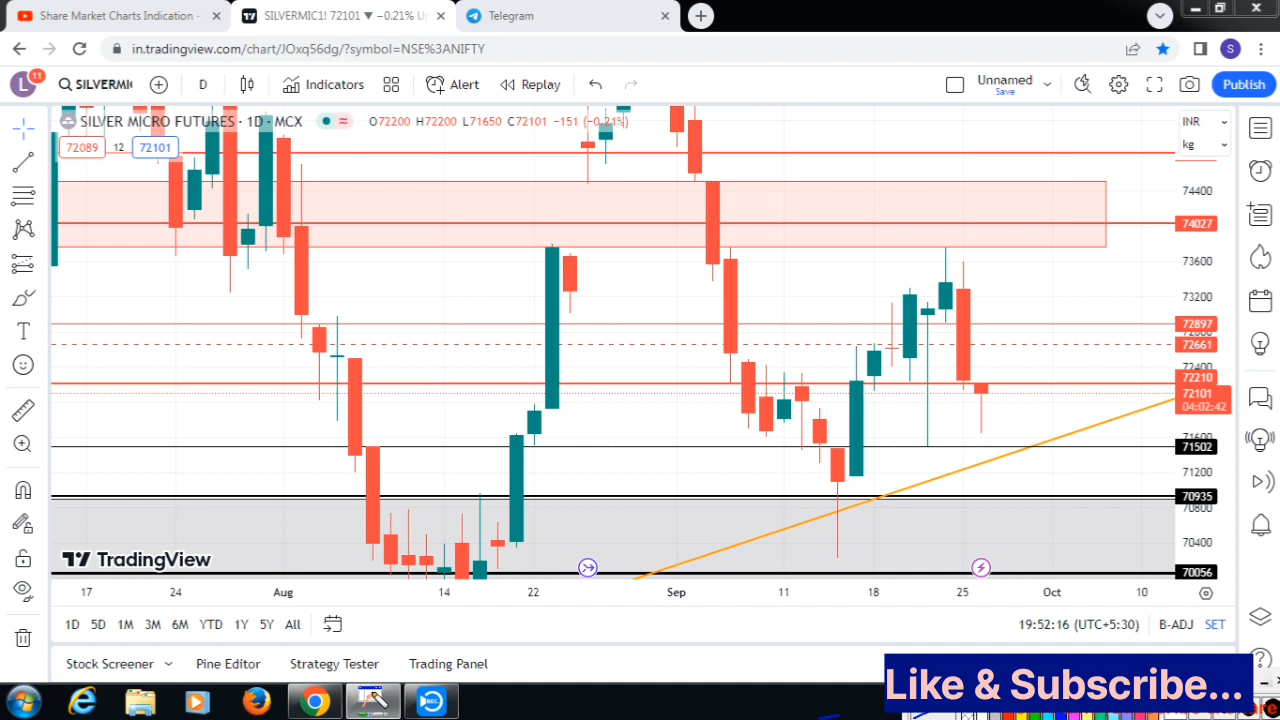 Share Market Charts Indication -
SILVERMIC1! 72101 ▼ −0.21% U
Telegram
in.tradingview.com/chart/JOxq56dg/?symbol=NSE%3ANIFTY
S
L
11
SILVERMI
D
Indicators
Alert
Replay
Unnamed
Save
Publish
SILVER MICRO FUTURES · 1D · MCX
O72200 H72200 L71650 C72101 −151 (−0.21%)
72089
12
72101
INR
kg
74400
74027
73600
73200
72897
72661
72400
72210
72101
04:02:42
71600
71502
71200
70935
70800
70400
70056
TradingView
17
24
Aug
14
22
Sep
11
18
25
Oct
10
1D
5D
1M
3M
6M
YTD
1Y
5Y
All
19:52:16 (UTC+5:30)
B-ADJ
SET
Stock Screener
Pine Editor
Strategy Tester
Trading Panel
REC
Like & Subscribe...